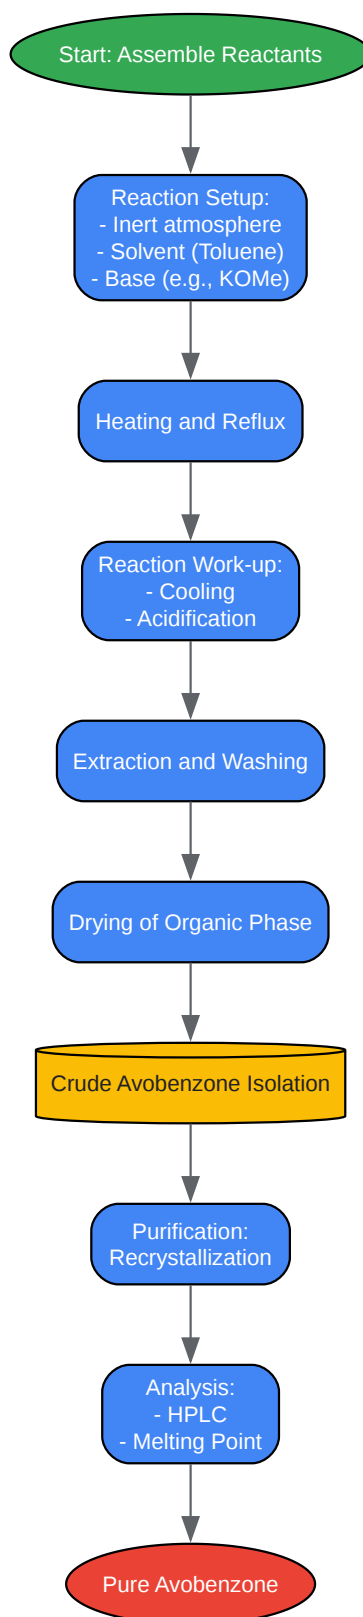 Start: Assemble Reactants
Reaction Setup:
- Inert atmosphere
- Solvent (Toluene)
- Base (e.g., KOMe)
Heating and Reflux
Reaction Work-up:
- Cooling
- Acidification
Extraction and Washing
Drying of Organic Phase
Crude Avobenzone Isolation
Purification:
Recrystallization
Analysis:
- HPLC
- Melting Point
Pure Avobenzone